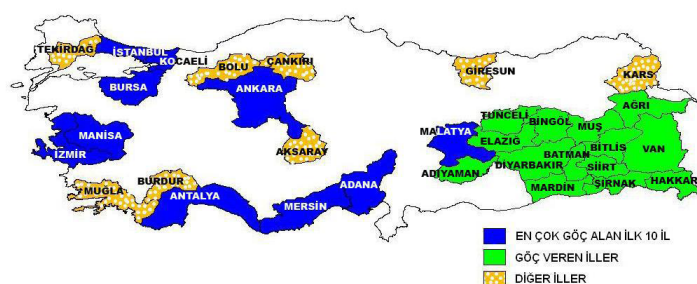 TEKİRDAĞ
İSTANBUL
KOCAELİ
BURSA
BOLU
ÇANKIRI
ANKARA
GİRESUN
KARS
AĞRI
TUNCELİ
BİNGÖL
MUŞ
MALATYA
ELAZIĞ
BİTLİS
VAN
MANİSA
İZMİR
AKSARAY
ADIYAMAN
DİYARBAKIR
BATMAN
SİİRT
MARDİN
ŞIRNAK
HAKKAR
MUĞLA
BURDUR
ANTALYA
MERSİN
ADANA
EN ÇOK GÖÇ ALAN İLK 10 İL
GÖÇ VEREN İLLER
DİĞER İLLER